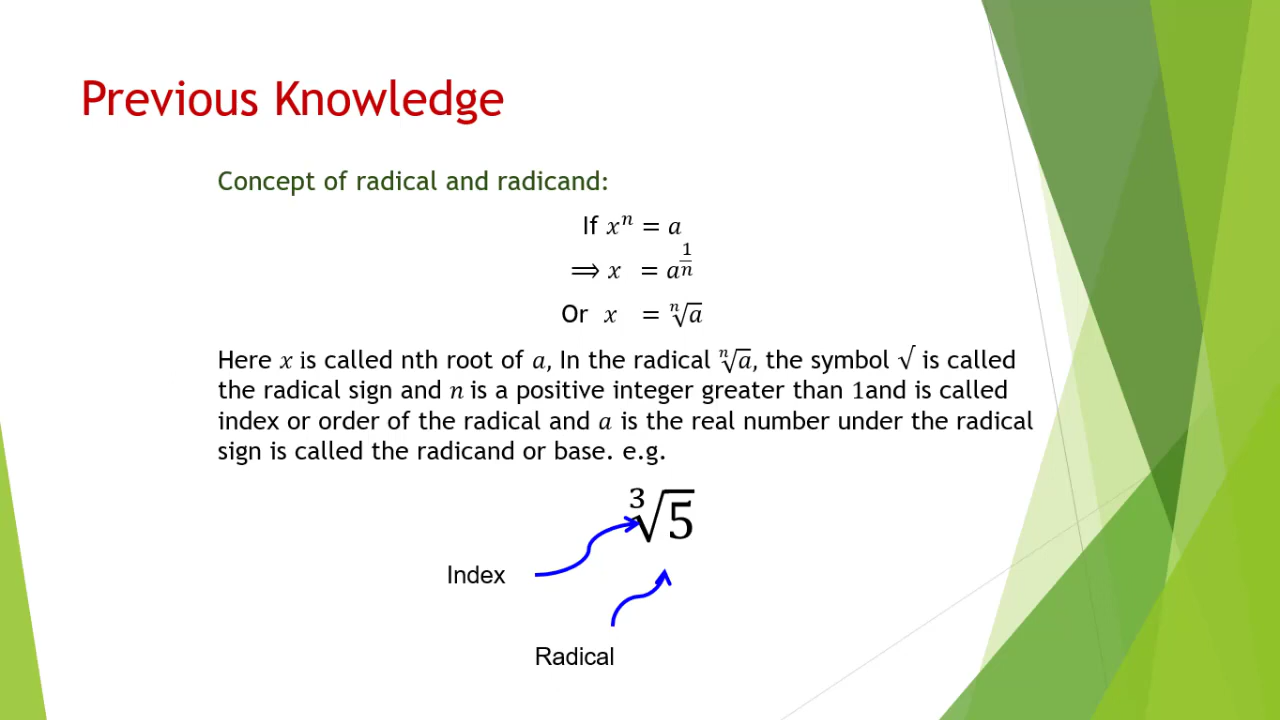 Previous Knowledge
Concept of radical and radicand:
If xⁿ = a
⟹ x = a^(1/n)
Or x = ⁿ√a
Here x is called nth root of a, In the radical ⁿ√a, the symbol √ is called
the radical sign and n is a positive integer greater than 1and is called
index or order of the radical and a is the real number under the radical
sign is called the radicand or base. e.g.
³√5
Index
Radical